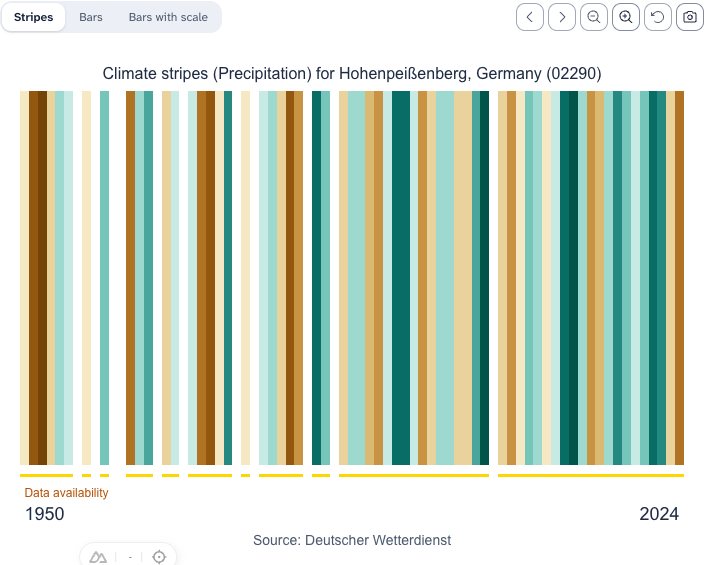 Stripes Bars Bars with scale
Climate stripes (Precipitation) for Hohenpeißenberg, Germany (02290)
Data availability
1950 2024
Source: Deutscher Wetterdienst
-